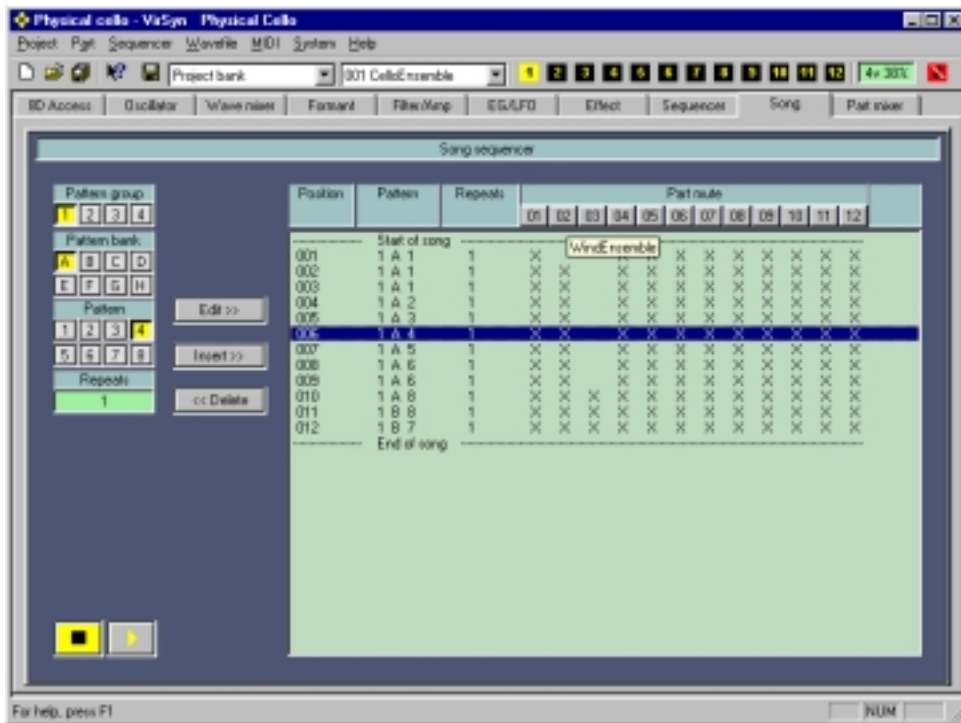 Physical cello - VirSyn Physical Cello
Project Part Sequencer Wavefile MIDI System Help
Project bank 001 CelloEnsemble 1 2 3 4 5 6 7 8 9 10 11 12 4v 38%
BD Access Oscillator Wave mixer Formant Filter/Amp EG/LFO Effect Sequencer Song Part mixer
Song sequencer
Pattern group
1 2 3 4
Pattern bank
A B C D
E F G H
Pattern
1 2 3 4
5 6 7 8
Repeats
1
Edit >>
Insert >>
<< Delete
Position Pattern Repeats Part mute
01 02 03 04 05 06 07 08 09 10 11 12
WindEnsemble
Start of song
001 1 A 1 1 X X X X X X X X X X
002 1 A 1 1 X X X X X X X X X X X
003 1 A 1 1 X X X X X X X X X X X
004 1 A 2 1 X X X X X X X X X X X
005 1 A 3 1 X X X X X X X X X X X
006 1 A 4 1 X X X X X X X X X X X
007 1 A 5 1 X X X X X X X X X X X
008 1 A 6 1 X X X X X X X X X X X
009 1 A 6 1 X X X X X X X X X X X
010 1 A 8 1 X X X X X X X X X X X X
011 1 B 8 1 X X X X X X X X X X X X
012 1 B 7 1 X X X X X X X X X X X X
End of song
For help, press F1
NUM